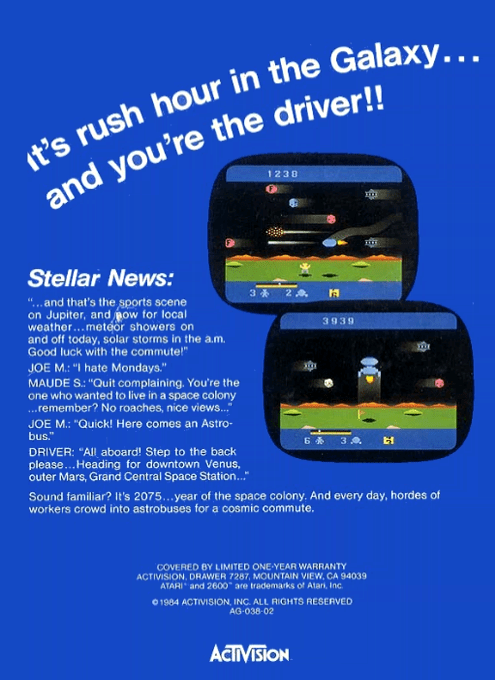 It's rush hour in the Galaxy...
and you're the driver!!
1238
3 2
3939
6 3
Stellar News:
"...and that's the sports scene
on Jupiter, and now for local
weather...meteor showers on
and off today, solar storms in the a.m.
Good luck with the commute!"
JOE M.: "I hate Mondays."
MAUDE S.: "Quit complaining. You're the
one who wanted to live in a space colony
...remember? No roaches, nice views..."
JOE M.: "Quick! Here comes an Astro-
bus."
DRIVER: "All aboard! Step to the back
please...Heading for downtown Venus,
outer Mars, Grand Central Space Station..."
Sound familiar? It's 2075...year of the space colony. And every day, hordes of
workers crowd into astrobuses for a cosmic commute.
COVERED BY LIMITED ONE-YEAR WARRANTY
ACTIVISION, DRAWER 7287, MOUNTAIN VIEW, CA 94039
ATARI™ and 2600™ are trademarks of Atari, Inc.
© 1984 ACTIVISION, INC. ALL RIGHTS RESERVED
AG-038-02
ACTIVISION